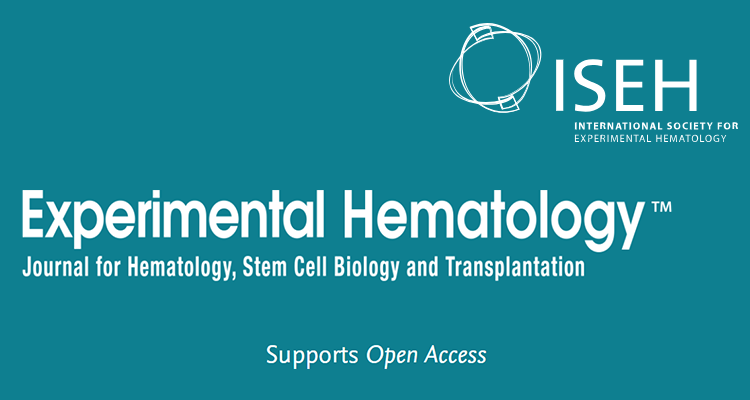 ISEH
INTERNATIONAL SOCIETY FOR
EXPERIMENTAL HEMATOLOGY
Experimental Hematology™
Journal for Hematology, Stem Cell Biology and Transplantation
Supports Open Access